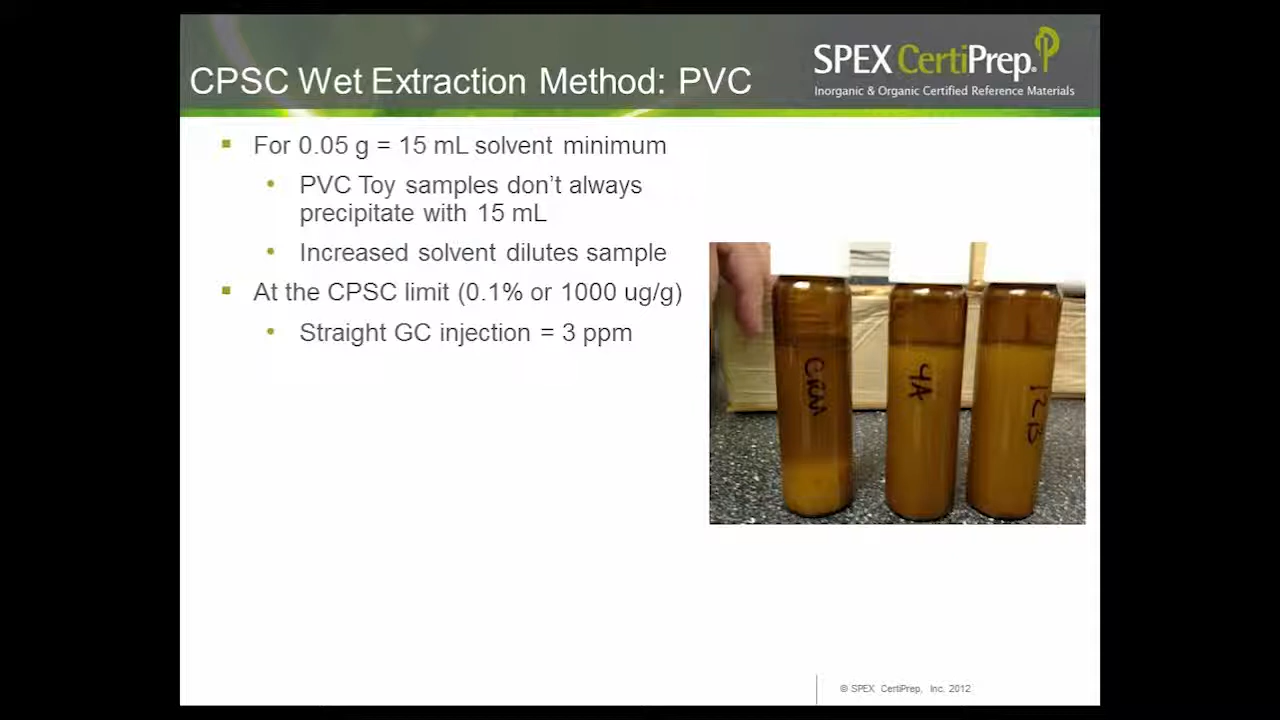 CPSC Wet Extraction Method: PVC
SPEX CertiPrep.
Inorganic & Organic Certified Reference Materials
For 0.05 g = 15 mL solvent minimum
PVC Toy samples don’t always
precipitate with 15 mL
Increased solvent dilutes sample
At the CPSC limit (0.1% or 1000 ug/g)
Straight GC injection = 3 ppm
CRM
4A
12B
© SPEX CertiPrep, Inc. 2012